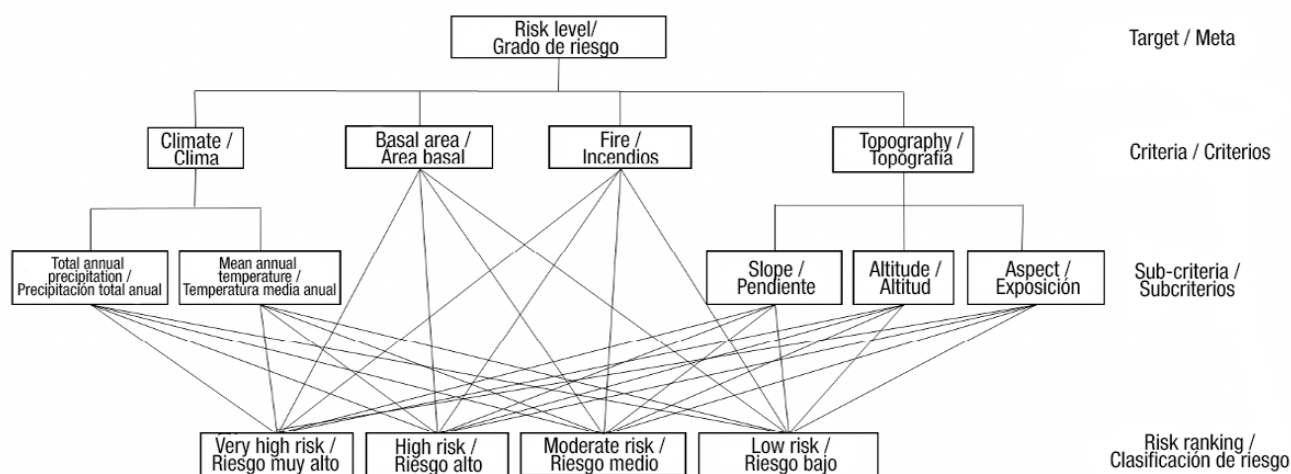 Risk level/
Grado de riesgo
Target / Meta
Climate /
Clima
Basal area /
Área basal
Fire /
Incendios
Topography /
Topografía
Criteria / Criterios
Total annual
precipitation /
Precipitación total anual
Mean annual
temperature /
Temperatura media anual
Slope /
Pendiente
Altitude /
Altitud
Aspect /
Exposición
Sub-criteria /
Subcriterios
Very high risk /
Riesgo muy alto
High risk /
Riesgo alto
Moderate risk /
Riesgo medio
Low risk /
Riesgo bajo
Risk ranking /
Clasificación de riesgo